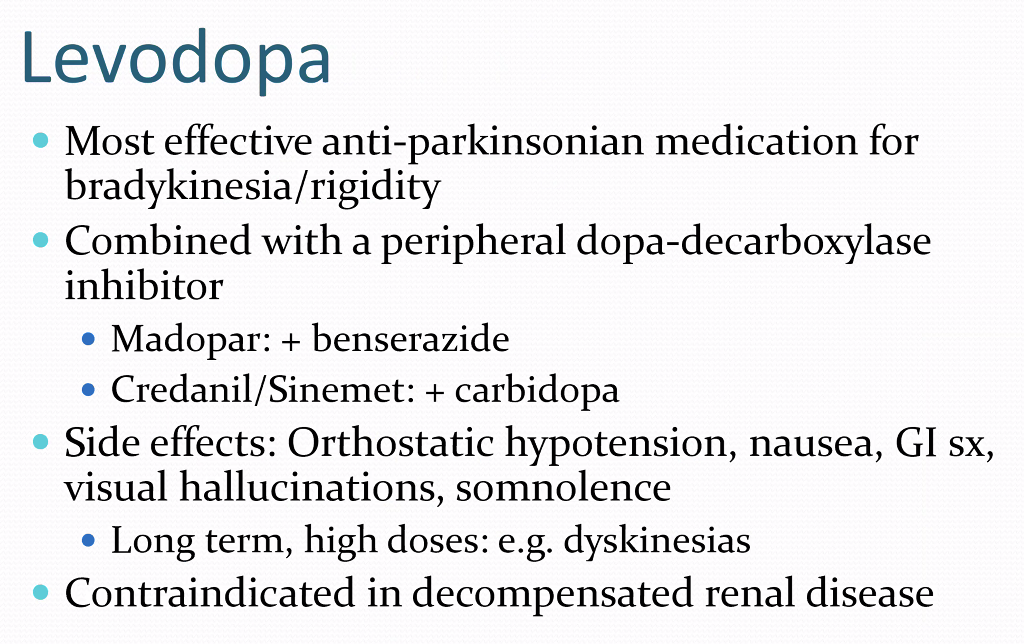 Levodopa
• Most effective anti-parkinsonian medication for
bradykinesia/rigidity
• Combined with a peripheral dopa-decarboxylase
inhibitor
• Madopar: + benserazide
• Credanil/Sinemet: + carbidopa
• Side effects: Orthostatic hypotension, nausea, GI sx,
visual hallucinations, somnolence
• Long term, high doses: e.g. dyskinesias
• Contraindicated in decompensated renal disease